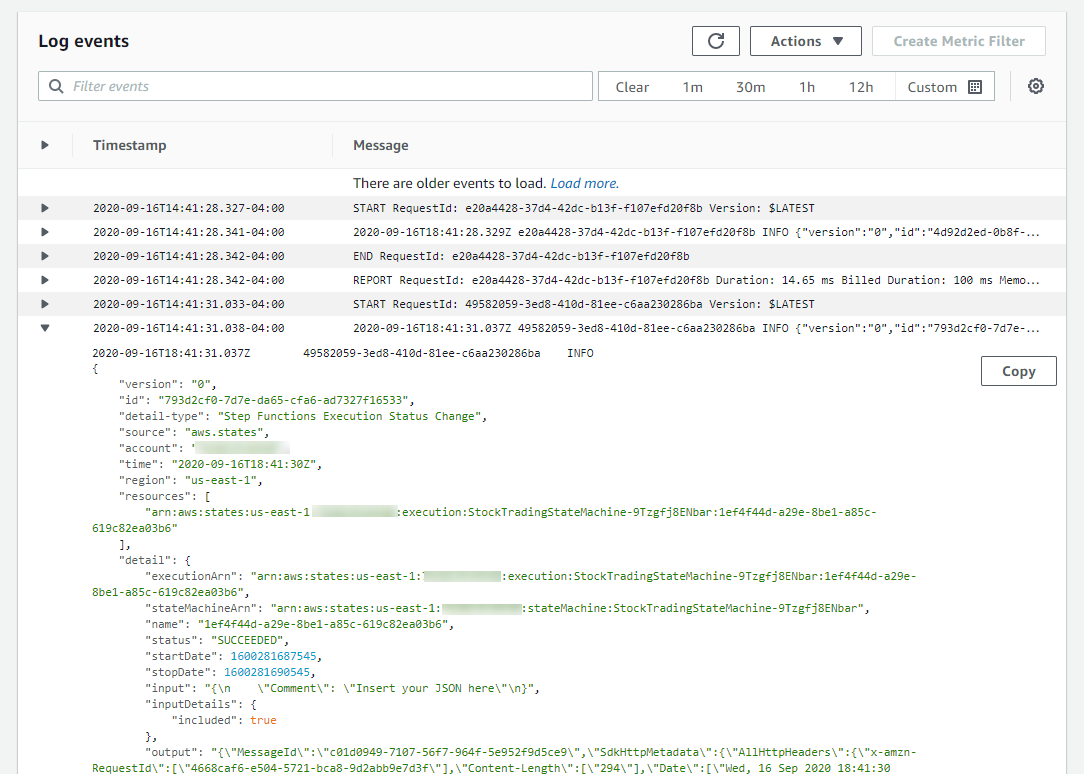 Log events
Actions
Create Metric Filter
Filter events
Clear 1m 30m 1h 12h Custom
Timestamp Message
There are older events to load. Load more.
2020-09-16T14:41:28.327-04:00 START RequestId: e20a4428-37d4-42dc-b13f-f107efd20f8b Version: $LATEST
2020-09-16T14:41:28.341-04:00 2020-09-16T18:41:28.329Z e20a4428-37d4-42dc-b13f-f107efd20f8b INFO {"version":"0","id":"4d92d2ed-0b8f-...
2020-09-16T14:41:28.342-04:00 END RequestId: e20a4428-37d4-42dc-b13f-f107efd20f8b
2020-09-16T14:41:28.342-04:00 REPORT RequestId: e20a4428-37d4-42dc-b13f-f107efd20f8b Duration: 14.65 ms Billed Duration: 100 ms Memo...
2020-09-16T14:41:31.033-04:00 START RequestId: 49582059-3ed8-410d-81ee-c6aa230286ba Version: $LATEST
2020-09-16T14:41:31.038-04:00 2020-09-16T18:41:31.037Z 49582059-3ed8-410d-81ee-c6aa230286ba INFO {"version":"0","id":"793d2cf0-7d7e-...
2020-09-16T18:41:31.037Z 49582059-3ed8-410d-81ee-c6aa230286ba INFO
Copy
{
"version": "0",
"id": "793d2cf0-7d7e-da65-cfa6-ad7327f16533",
"detail-type": "Step Functions Execution Status Change",
"source": "aws.states",
"account": "
"time": "2020-09-16T18:41:30Z",
"region": "us-east-1",
"resources": [
"arn:aws:states:us-east-1 :execution:StockTradingStateMachine-9Tzgfj8ENbar:1ef4f44d-a29e-8be1-a85c-
619c82ea03b6"
],
"detail": {
"executionArn": "arn:aws:states:us-east-1: :execution:StockTradingStateMachine-9Tzgfj8ENbar:1ef4f44d-a29e-
8be1-a85c-619c82ea03b6",
"stateMachineArn": "arn:aws:states:us-east-1: :stateMachine:StockTradingStateMachine-9Tzgfj8ENbar",
"name": "1ef4f44d-a29e-8be1-a85c-619c82ea03b6",
"status": "SUCCEEDED",
"startDate": 1600281687545,
"stopDate": 1600281690545,
"input": "{\n    \"Comment\": \"Insert your JSON here\"\n}",
"inputDetails": {
"included": true
},
"output": "{\"MessageId\":\"c01d0949-7107-56f7-964f-5e952f9d5ce9\",\"SdkHttpMetadata\":{\"AllHttpHeaders\":{\"x-amzn-
RequestId\":[\"4668caf6-e504-5721-bca8-9d2abb9e7d3f\"],\"Content-Length\":[\"294\"],\"Date\":[\"Wed, 16 Sep 2020 18:41:30